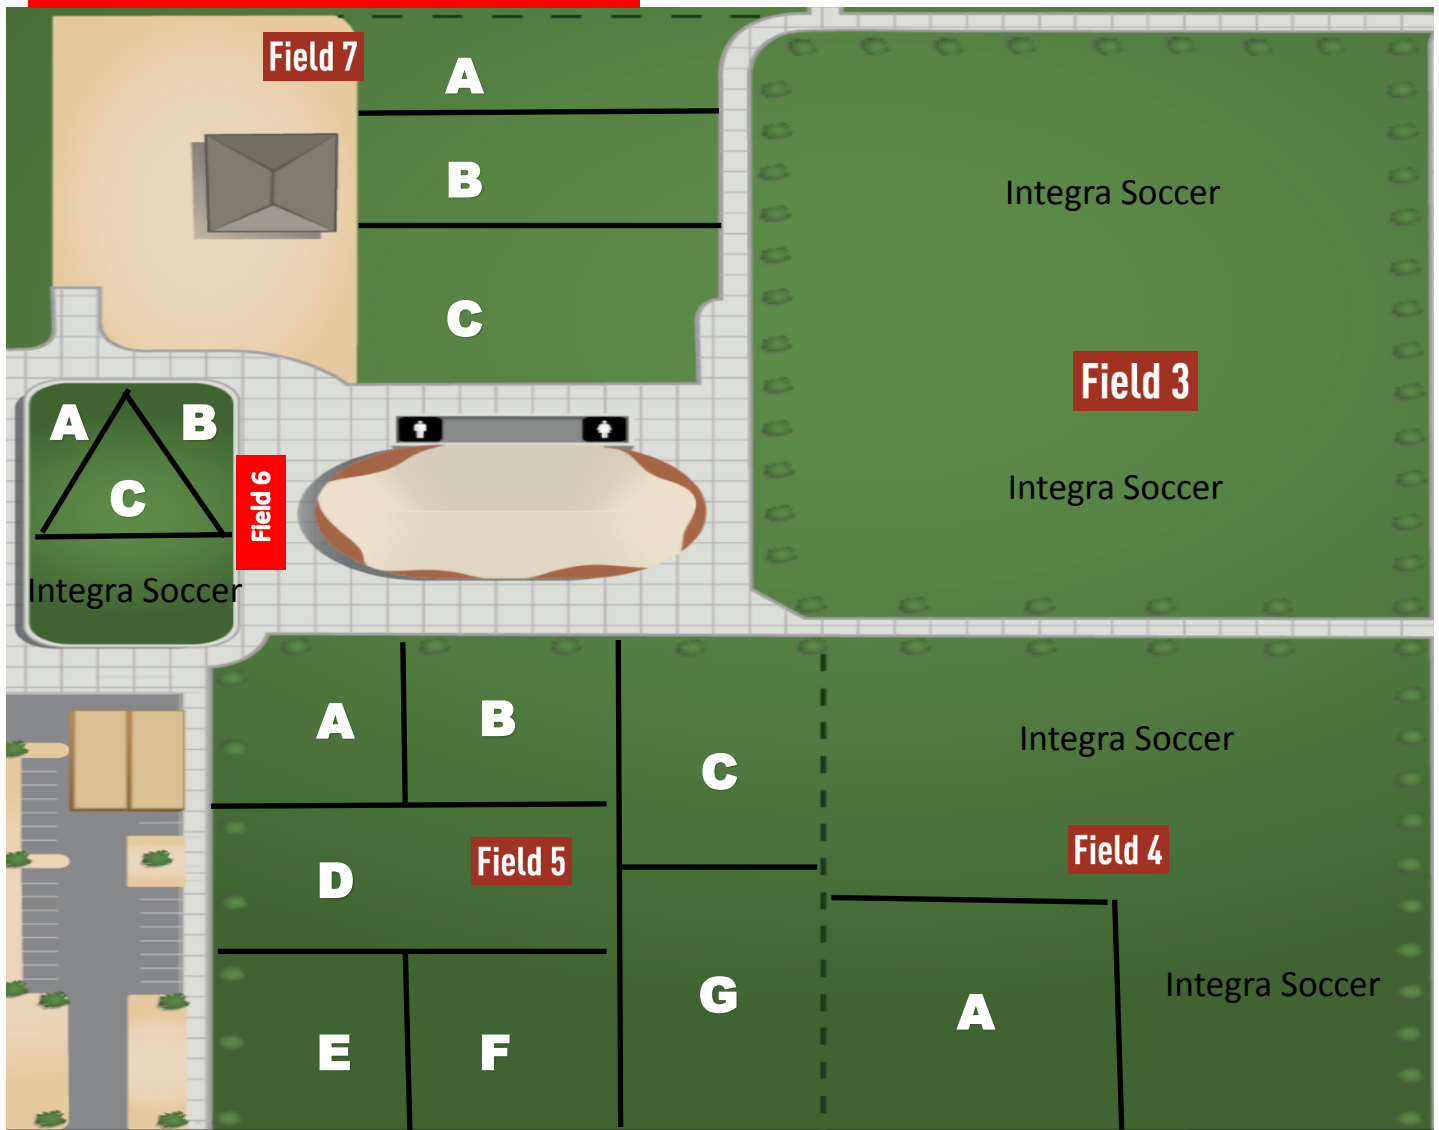 Field 7
A
B
C
Integra Soccer
Field 3
Integra Soccer
A
B
C
Field 6
Integra Soccer
A
B
C
D
Field 5
E
F
G
Integra Soccer
Field 4
A
Integra Soccer